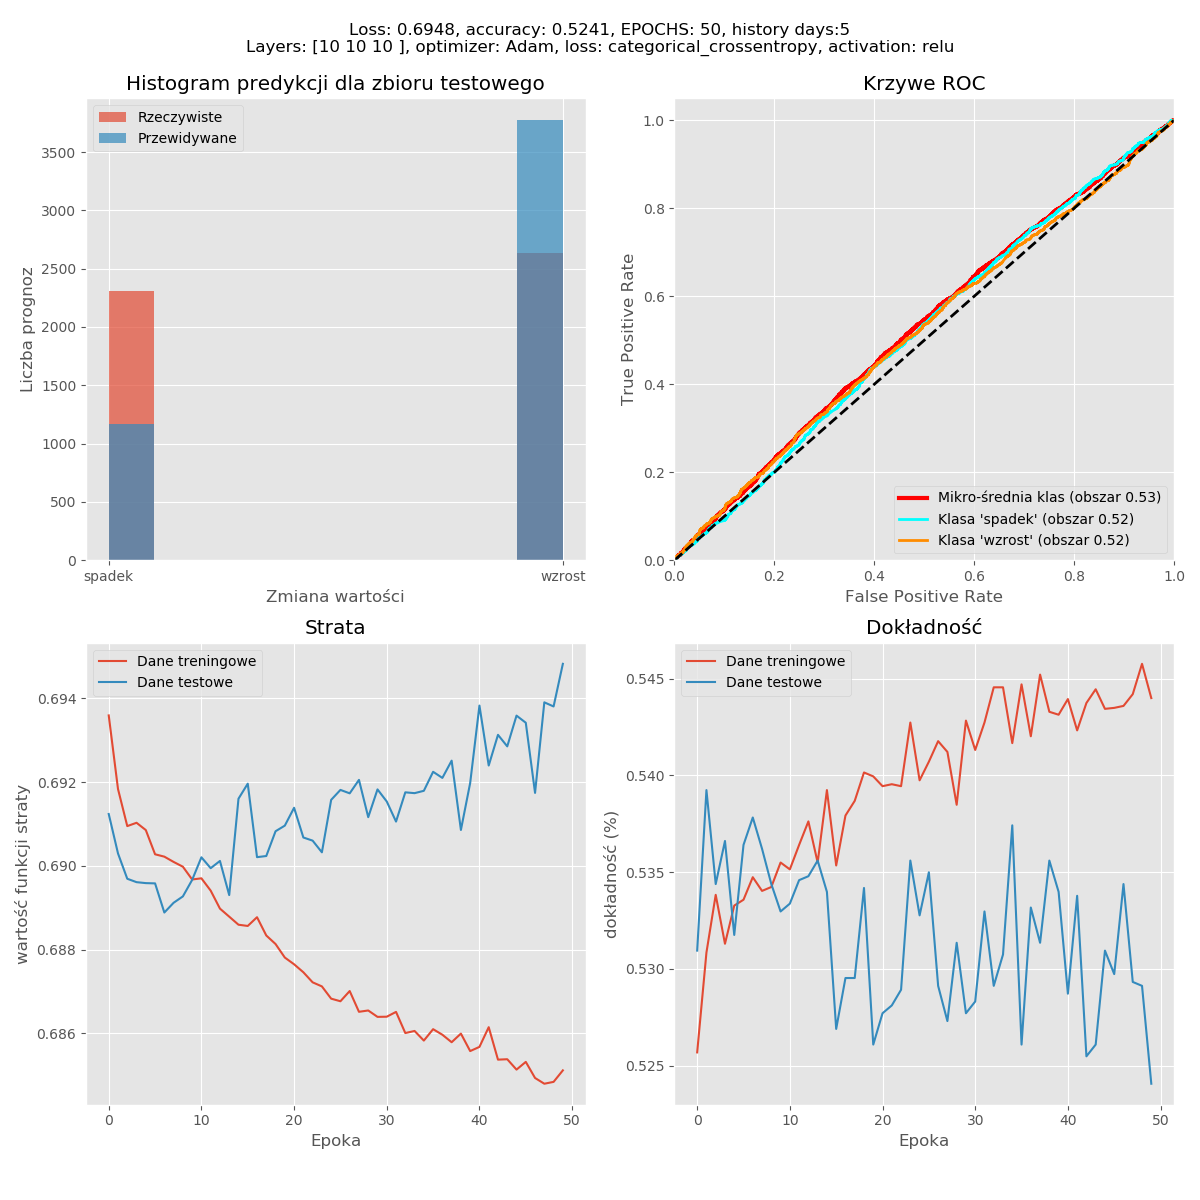 Loss: 0.6948, accuracy: 0.5241, EPOCHS: 50, history days:5
Layers: [10 10 10 ], optimizer: Adam, loss: categorical_crossentropy, activation: relu
Histogram predykcji dla zbioru testowego
Rzeczywiste
Przewidywane
Liczba prognoz
3500
3000
2500
2000
1500
1000
500
0
spadek
wzrost
Zmiana wartości
Krzywe ROC
True Positive Rate
1.0
0.8
0.6
0.4
0.2
0.0
Mikro-średnia klas (obszar 0.53)
Klasa 'spadek' (obszar 0.52)
Klasa 'wzrost' (obszar 0.52)
0.0
0.2
0.4
0.6
0.8
1.0
False Positive Rate
Strata
Dane treningowe
Dane testowe
wartość funkcji straty
0.694
0.692
0.690
0.688
0.686
0
10
20
30
40
50
Epoka
Dokładność
Dane treningowe
Dane testowe
dokładność (%)
0.545
0.540
0.535
0.530
0.525
0
10
20
30
40
50
Epoka